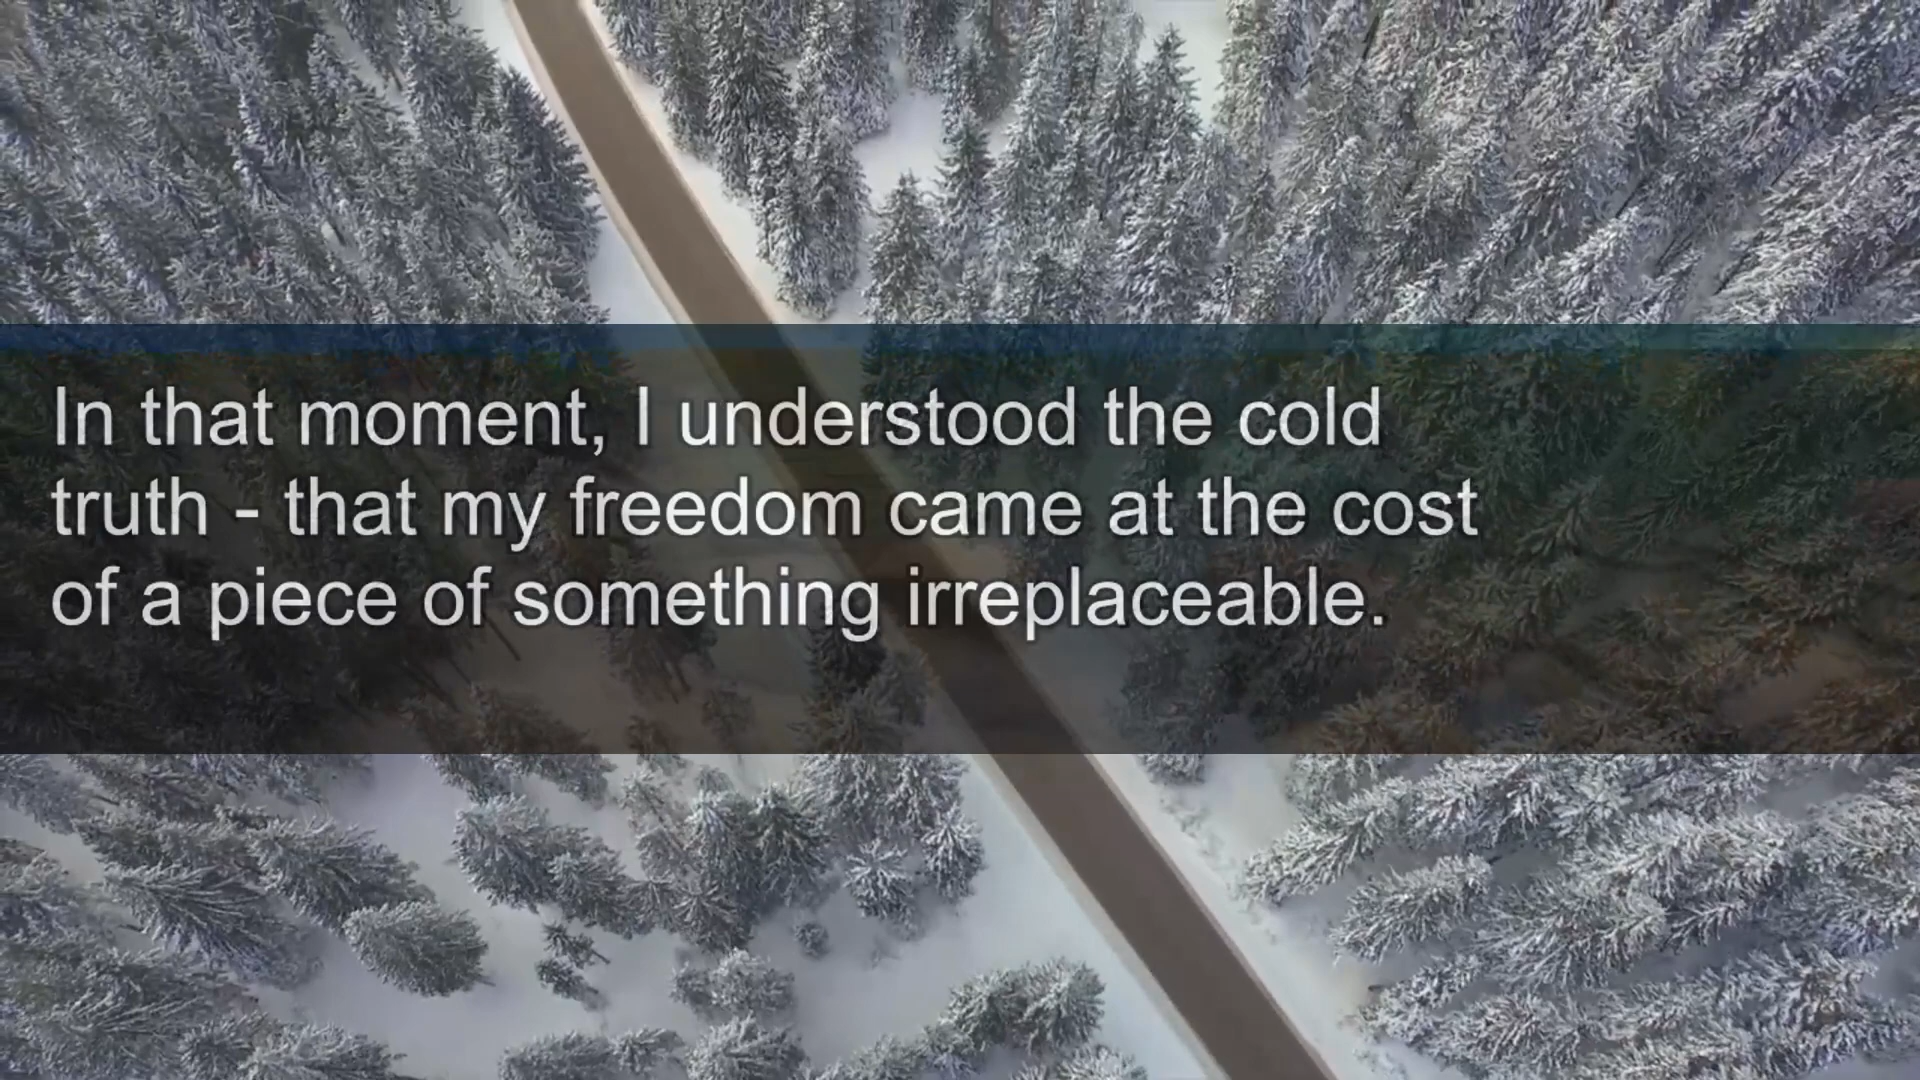 In that moment, I understood the cold
truth - that my freedom came at the cost
of a piece of something irreplaceable.